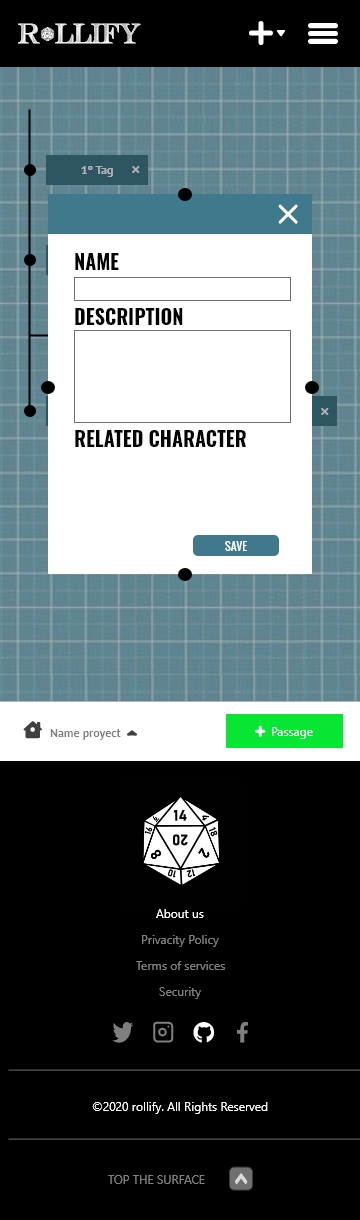 ROLLIFY
1º Tag
NAME
DESCRIPTION
RELATED CHARACTER
SAVE
Name proyect
Passage
14
4
6
16
18
20
8
2
10
12
About us
Privacity Policy
Terms of services
Security
©2020 rollify. All Rights Reserved
TOP THE SURFACE